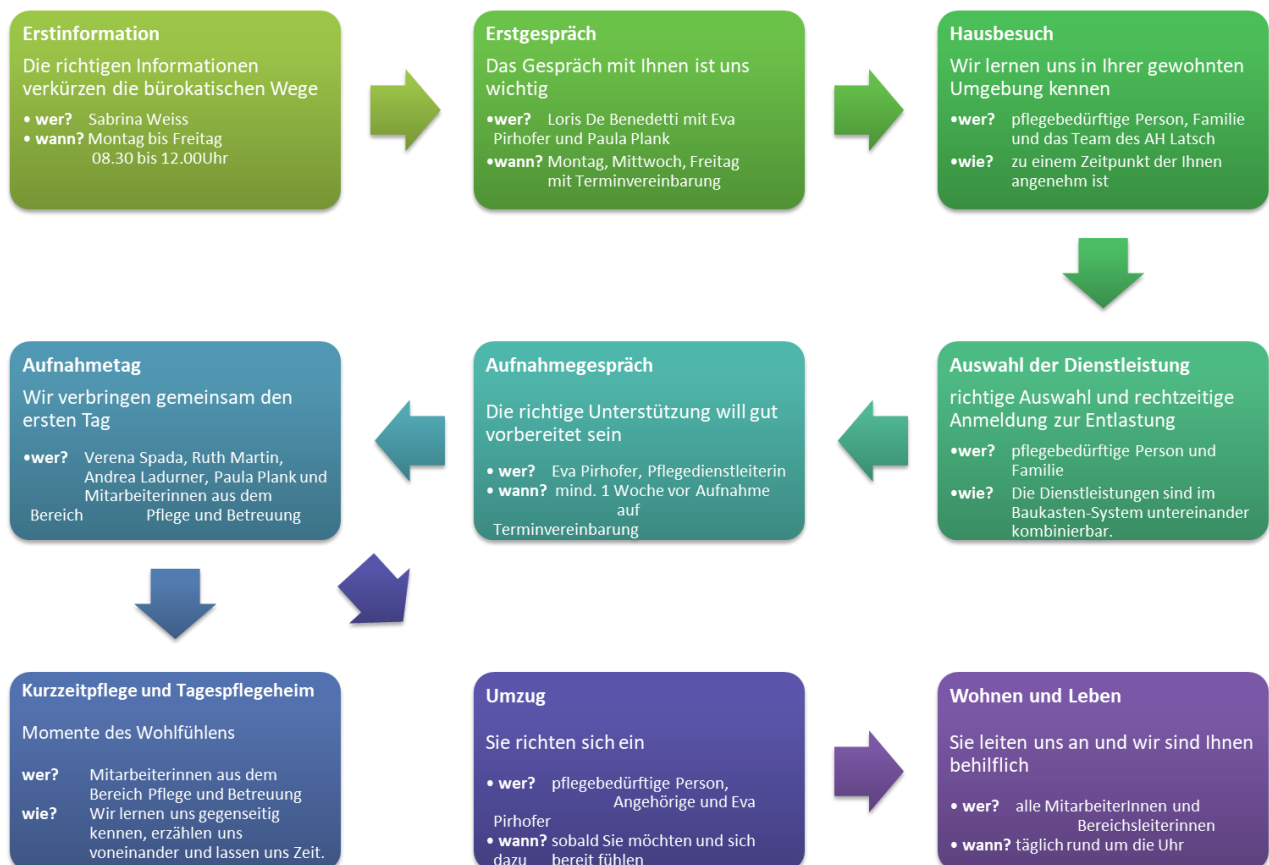 Erstinformation
Die richtigen Informationen
verkürzen die bürokatischen Wege
• wer? Sabrina Weiss
• wann? Montag bis Freitag
08.30 bis 12.00Uhr
Erstgespräch
Das Gespräch mit Ihnen ist uns
wichtig
•wer? Loris De Benedetti mit Eva
Pirhofer und Paula Plank
•wann? Montag, Mittwoch, Freitag
mit Terminvereinbarung
Hausbesuch
Wir lernen uns in Ihrer gewohnten
Umgebung kennen
•wer? pflegebedürftige Person, Familie
und das Team des AH Latsch
•wie? zu einem Zeitpunkt der Ihnen
angenehm ist
Aufnahmetag
Wir verbringen gemeinsam den
ersten Tag
•wer? Verena Spada, Ruth Martin,
Andrea Ladurner, Paula Plank und
Mitarbeiterinnen aus dem
Bereich Pflege und Betreuung
Aufnahmegespräch
Die richtige Unterstützung will gut
vorbereitet sein
• wer? Eva Pirhofer, Pflegedienstleiterin
• wann? mind. 1 Woche vor Aufnahme
auf
Terminvereinbarung
Auswahl der Dienstleistung
richtige Auswahl und rechtzeitige
Anmeldung zur Entlastung
•wer? pflegebedürftige Person und
Familie
•wie? Die Dienstleistungen sind im
Baukasten-System untereinander
kombinierbar.
Kurzzeitpflege und Tagespflegeheim
Momente des Wohlfühlens
wer? Mitarbeiterinnen aus dem
Bereich Pflege und Betreuung
wie? Wir lernen uns gegenseitig
kennen, erzählen uns
voneinander und lassen uns Zeit.
Umzug
Sie richten sich ein
• wer? pflegebedürftige Person,
Angehörige und Eva
Pirhofer
• wann? sobald Sie möchten und sich
dazu bereit fühlen
Wohnen und Leben
Sie leiten uns an und wir sind Ihnen
behilflich
• wer? alle MitarbeiterInnen und
Bereichsleiterinnen
• wann? täglich rund um die Uhr